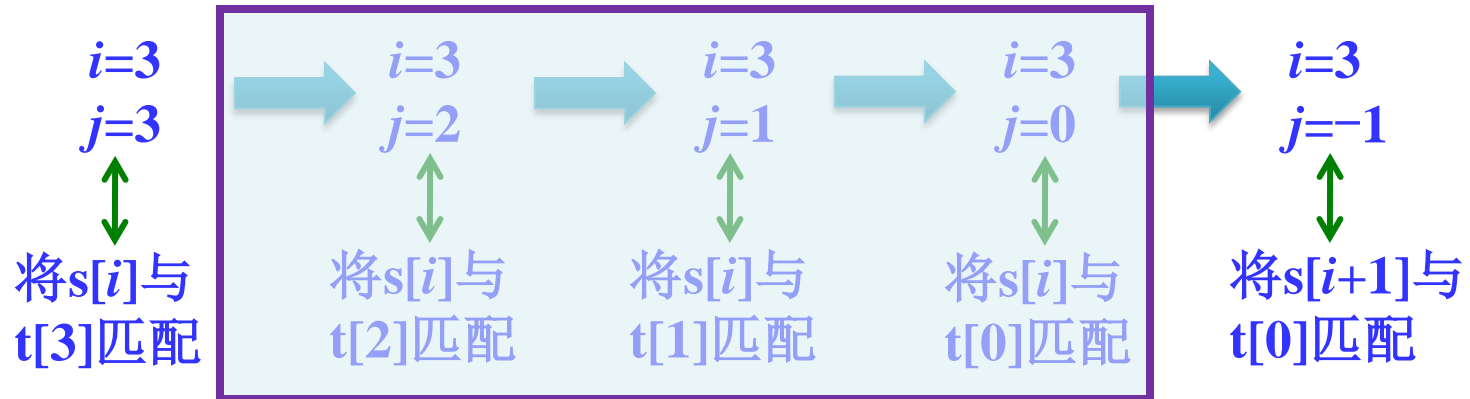 i=3
j=3
将s[i]与
t[3]匹配
i=3
j=2
将s[i]与
t[2]匹配
i=3
j=1
将s[i]与
t[1]匹配
i=3
j=0
将s[i]与
t[0]匹配
i=3
j=−1
将s[i+1]与
t[0]匹配